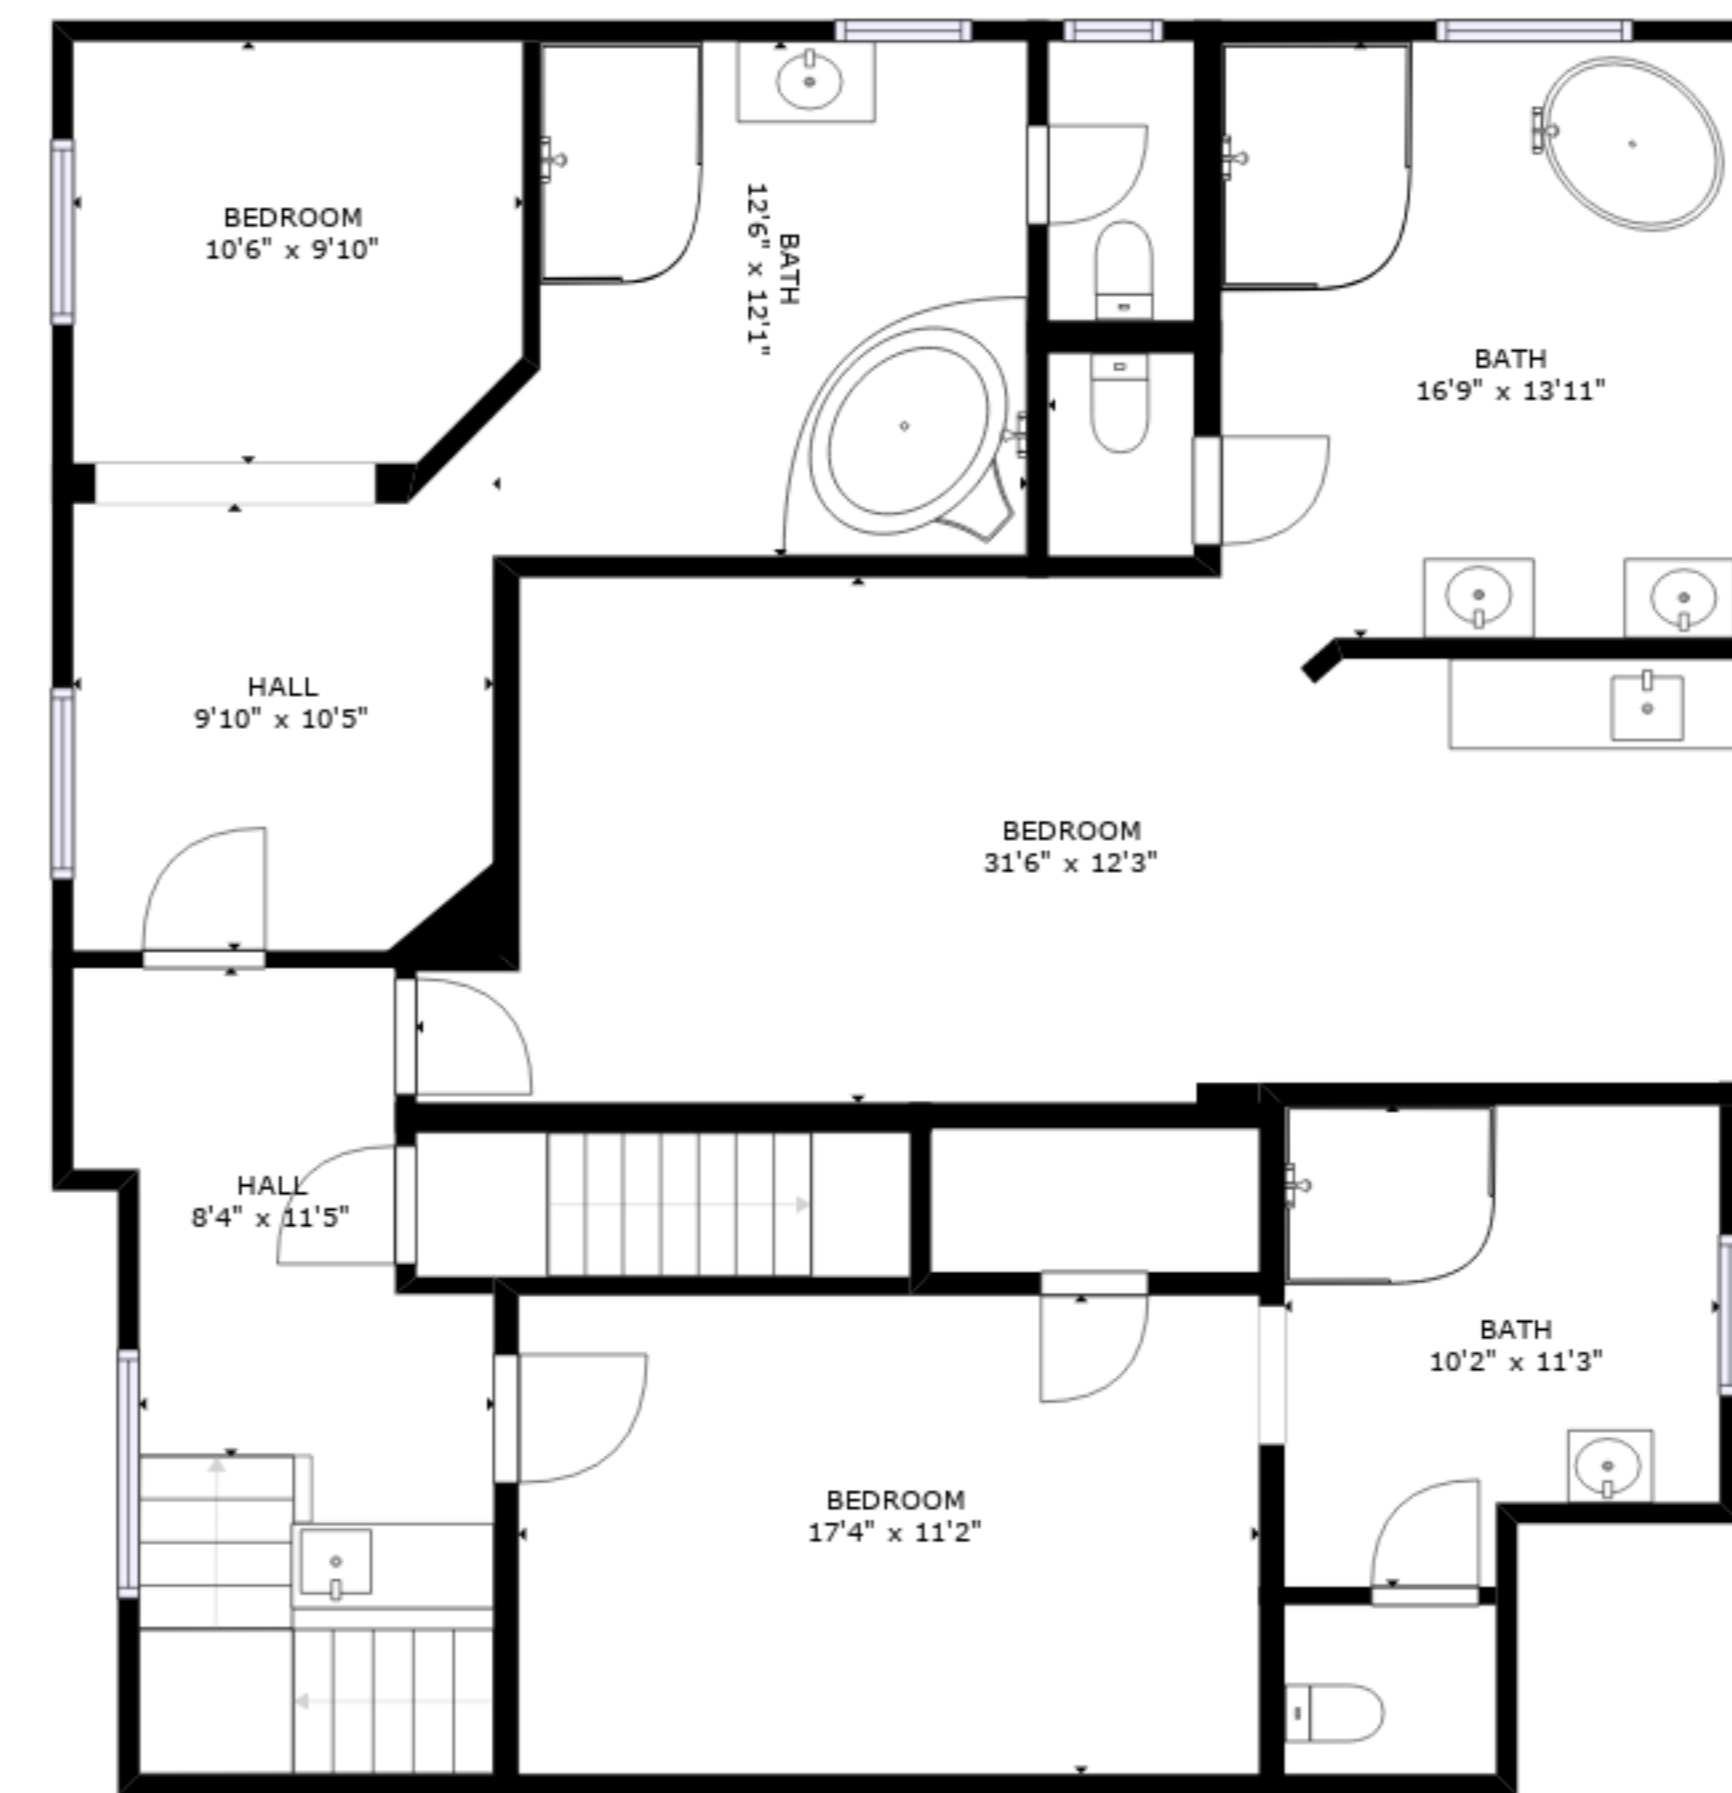 BEDROOM
10'6" x 9'10"
BATH
12'6" x 12'1"
BATH
16'9" x 13'11"
HALL
9'10" x 10'5"
BEDROOM
31'6" x 12'3"
HALL
8'4" x 11'5"
BATH
10'2" x 11'3"
BEDROOM
17'4" x 11'2"